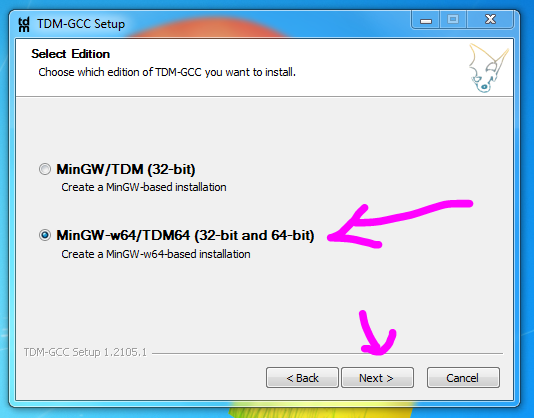 TDM-GCC Setup
Select Edition
Choose which edition of TDM-GCC you want to install.
MinGW/TDM (32-bit)
Create a MinGW-based installation
MinGW-w64/TDM64 (32-bit and 64-bit)
Create a MinGW-w64-based installation
TDM-GCC Setup 1.2105.1
< Back Next > Cancel